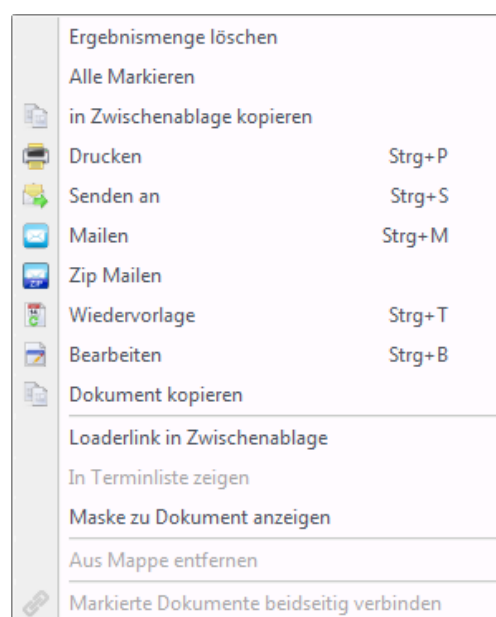 Ergebnismenge löschen
Alle Markieren
in Zwischenablage kopieren
Drucken Strg+P
Senden an Strg+S
Mailen Strg+M
Zip Mailen
Wiedervorlage Strg+T
Bearbeiten Strg+B
Dokument kopieren
Loaderlink in Zwischenablage
In Terminliste zeigen
Maske zu Dokument anzeigen
Aus Mappe entfernen
Markierte Dokumente beidseitig verbinden